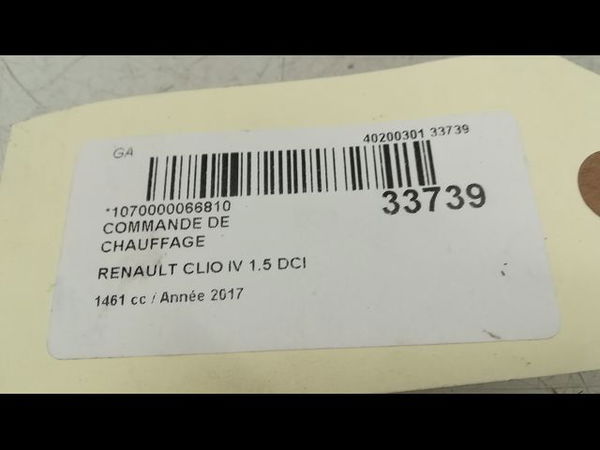 GA
40200301 33739
*1070000066810
33739
COMMANDE DE
CHAUFFAGE
RENAULT CLIO IV 1.5 DCI
1461 cc / Année 2017